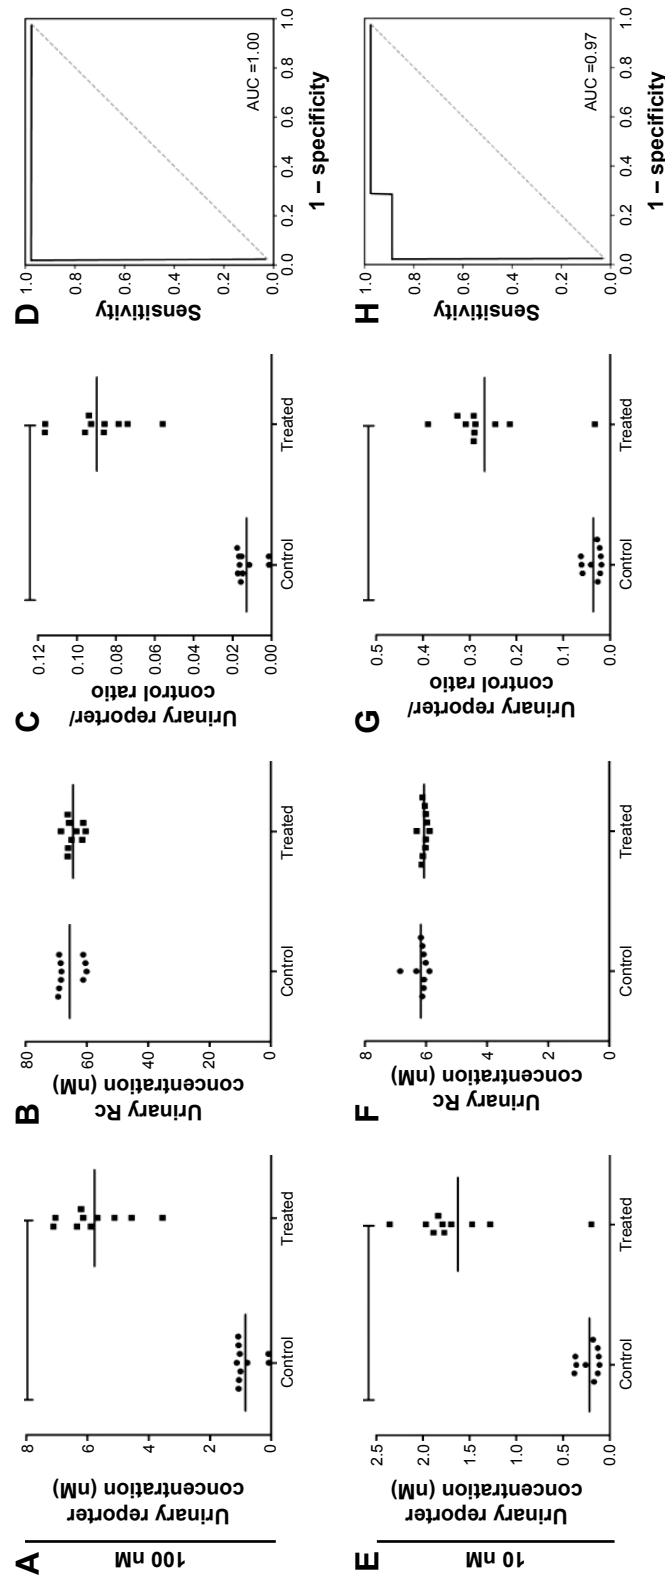 100 nM
A
Urinary reporter
concentration (nM)
8
6
4
2
0
Control
Treated
B
Urinary Rc
concentration (nM)
80
60
40
20
0
Control
Treated
C
Urinary reporter/
control ratio
0.12
0.10
0.08
0.06
0.04
0.02
0.00
Control
Treated
D
Sensitivity
1.0
0.8
0.6
0.4
0.2
0.0
AUC =1.00
0.0 0.2 0.4 0.6 0.8 1.0
1 – specificity
10 nM
E
Urinary reporter
concentration (nM)
2.5
2.0
1.5
1.0
0.5
0.0
Control
Treated
F
Urinary Rc
concentration (nM)
8
6
4
2
0
Control
Treated
G
Urinary reporter/
control ratio
0.5
0.4
0.3
0.2
0.1
0.0
Control
Treated
H
Sensitivity
1.0
0.8
0.6
0.4
0.2
0.0
AUC =0.97
0.0 0.2 0.4 0.6 0.8 1.0
1 – specificity